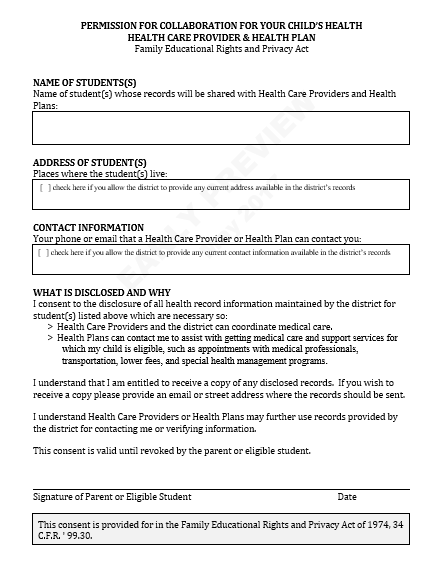 PERMISSION FOR COLLABORATION FOR YOUR CHILD'S HEALTH
HEALTH CARE PROVIDER & HEALTH PLAN
Family Educational Rights and Privacy Act
NAME OF STUDENTS(S)
Name of student(s) whose records will be shared with Health Care Providers and Health
Plans:
ADDRESS OF STUDENT(S)
Places where the student(s) live:
[ ] check here if you allow the district to provide any current address available in the district's records
CONTACT INFORMATION
Your phone or email that a Health Care Provider or Health Plan can contact you:
[ ] check here if you allow the district to provide any current contact information available in the district's records
WHAT IS DISCLOSED AND WHY
I consent to the disclosure of all health record information maintained by the district for
student(s) listed above which are necessary so:
> Health Care Providers and the district can coordinate medical care.
> Health Plans can contact me to assist with getting medical care and support services for
which my child is eligible, such as appointments with medical professionals,
transportation, lower fees, and special health management programs.
I understand that I am entitled to receive a copy of any disclosed records. If you wish to
receive a copy please provide an email or street address where the records should be sent.
I understand Health Care Providers or Health Plans may further use records provided by
the district for contacting me or verifying information.
This consent is valid until revoked by the parent or eligible student.
Signature of Parent or Eligible Student Date
This consent is provided for in the Family Educational Rights and Privacy Act of 1974, 34
C.F.R. ' 99.30.
EARLY PREVIEW